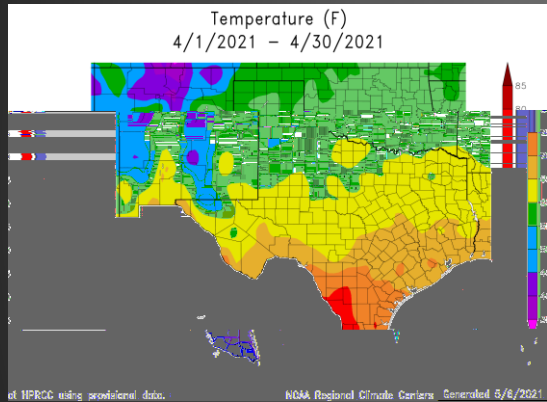 Temperature (F)
4/1/2021 – 4/30/2021
85
80
at HPRCC using provisional data.
NOAA Regional Climate Centers
Generated 5/6/2021